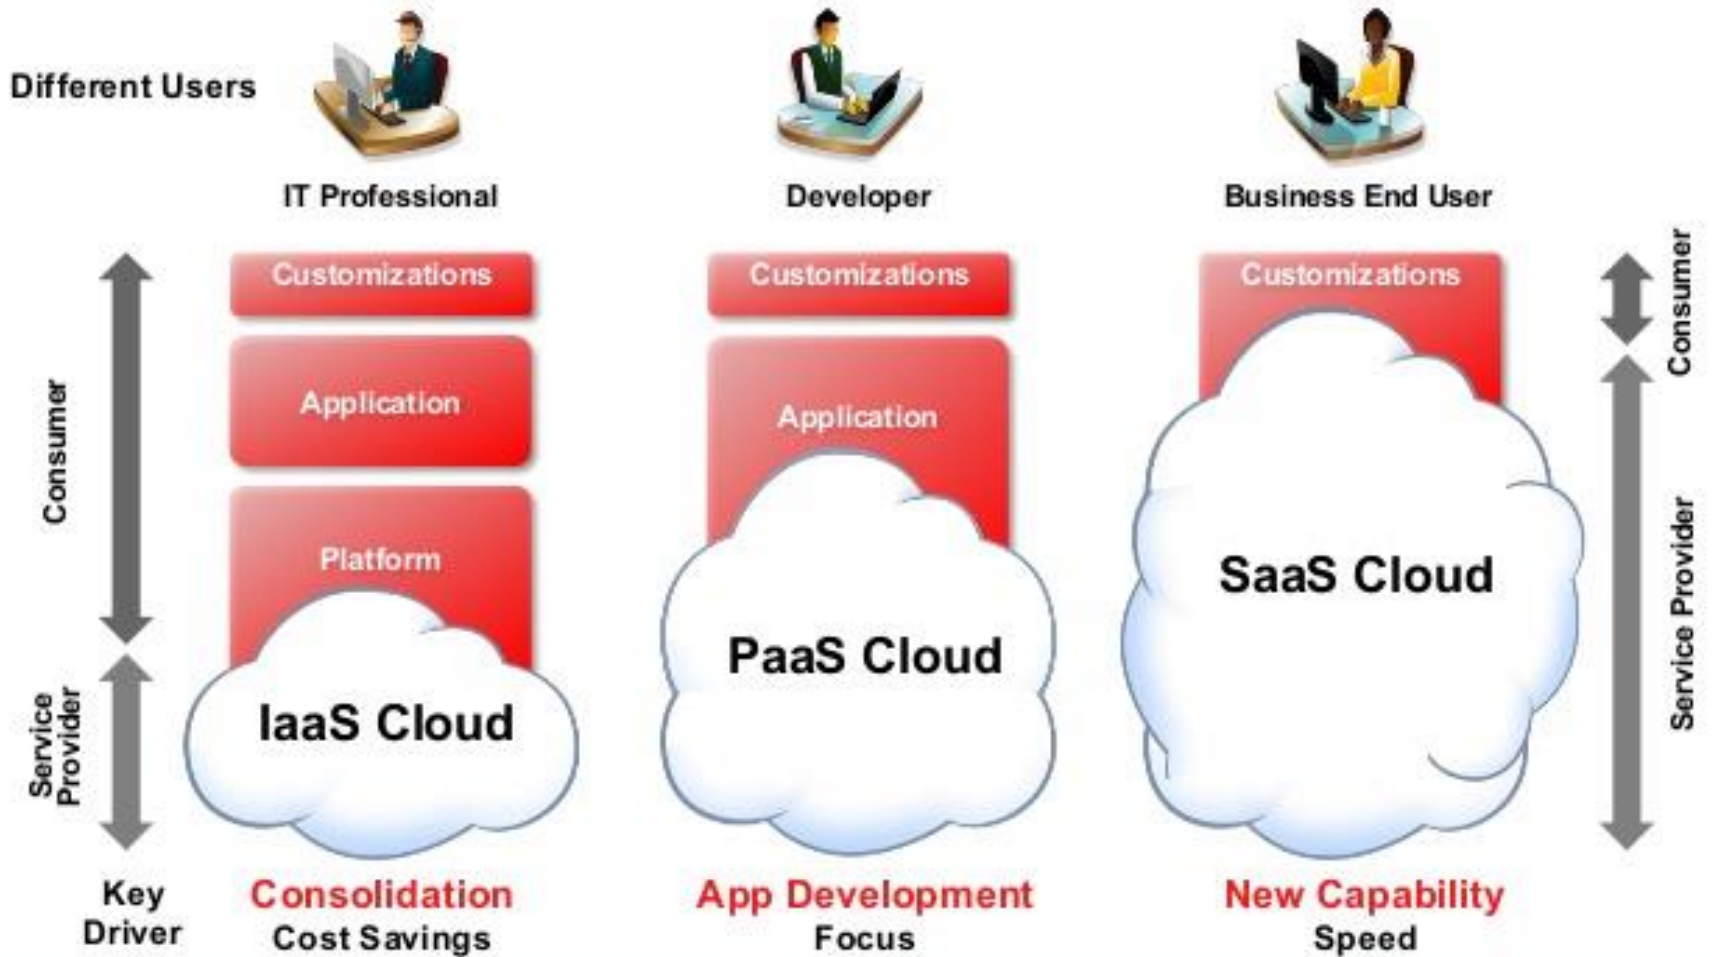 Different Users
IT Professional
Developer
Business End User
Customizations
Application
Platform
IaaS Cloud
Customizations
Application
PaaS Cloud
Customizations
SaaS Cloud
Consumer
Service
Provider
Consumer
Service Provider
Key
Driver
Consolidation
Cost Savings
App Development
Focus
New Capability
Speed